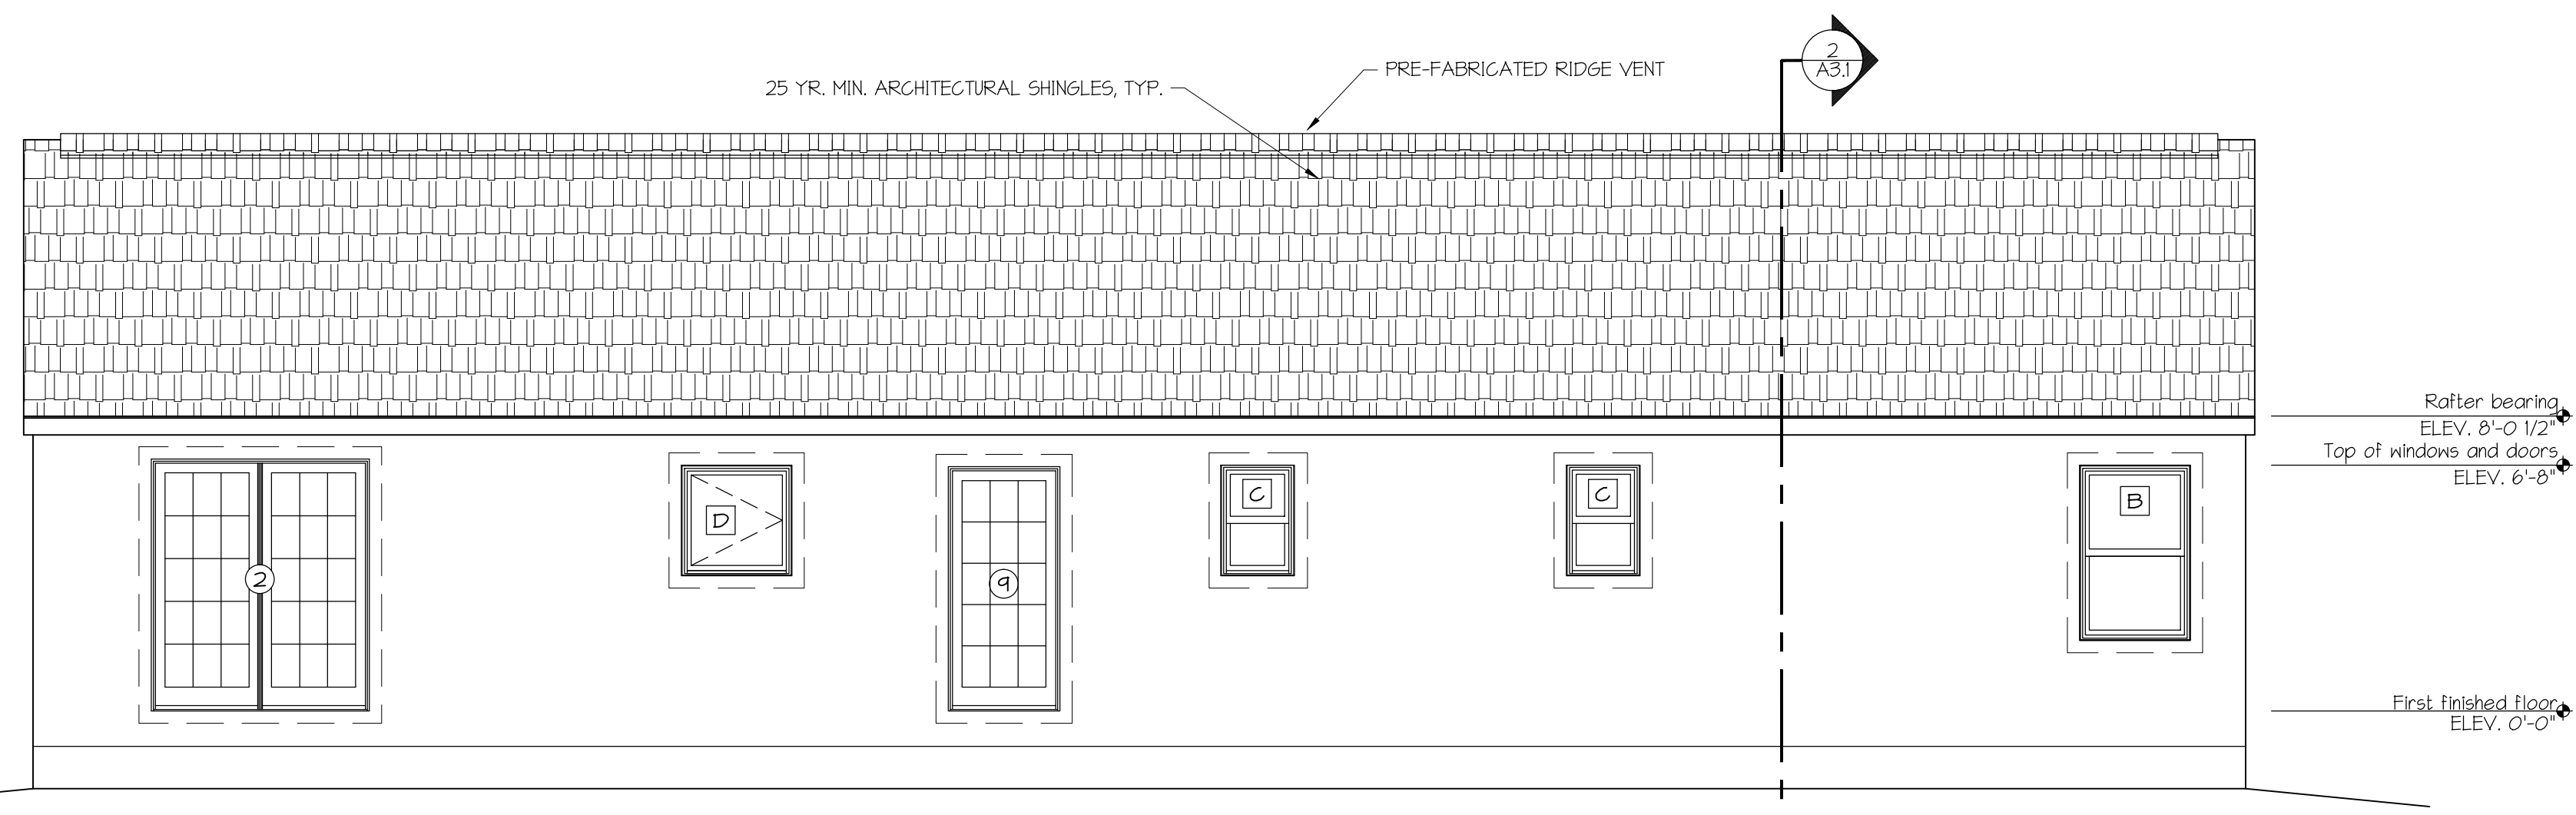 2
A3.1
PRE-FABRICATED RIDGE VENT
25 YR. MIN. ARCHITECTURAL SHINGLES, TYP.
Rafter bearing
ELEV. 8'-0 1/2"
Top of windows and doors
ELEV. 6'-8"
C
C
B
D
2
9
First finished floor
ELEV. 0'-0"